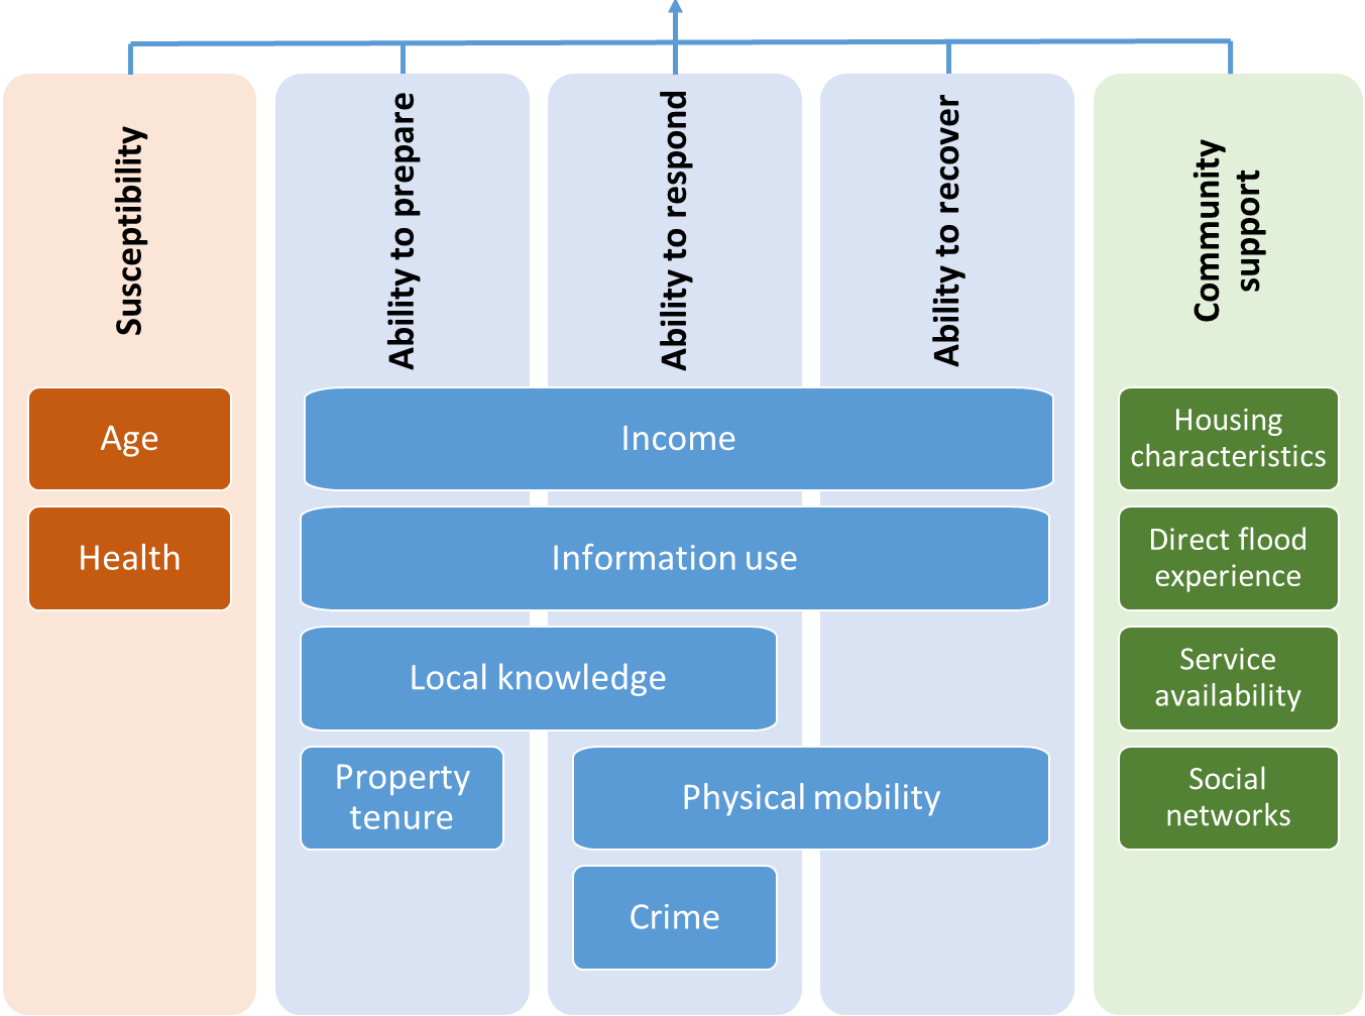 Susceptibility
Ability to prepare
Ability to respond
Ability to recover
Community
support
Age
Income
Housing
characteristics
Health
Information use
Direct flood
experience
Local knowledge
Service
availability
Property
tenure
Physical mobility
Social
networks
Crime